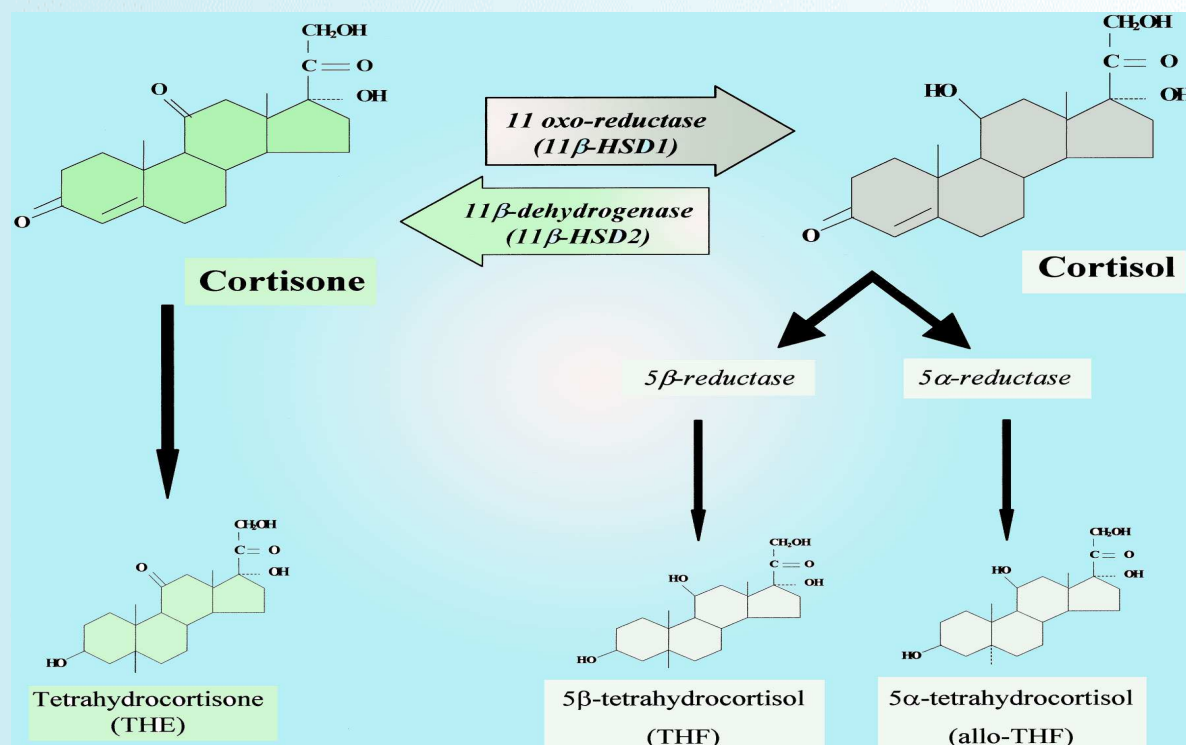 CH₂OH
C = O
OH
O
O
Cortisone
11 oxo-reductase
(11β-HSD1)
11β-dehydrogenase
(11β-HSD2)
CH₂OH
C = O
OH
HO
O
Cortisol
5β-reductase
5α-reductase
CH₂OH
C = O
OH
O
HO
Tetrahydrocortisone
(THE)
CH₂OH
C = O
OH
HO
HO
5β-tetrahydrocortisol
(THF)
CH₂OH
C = O
OH
HO
HO
5α-tetrahydrocortisol
(allo-THF)